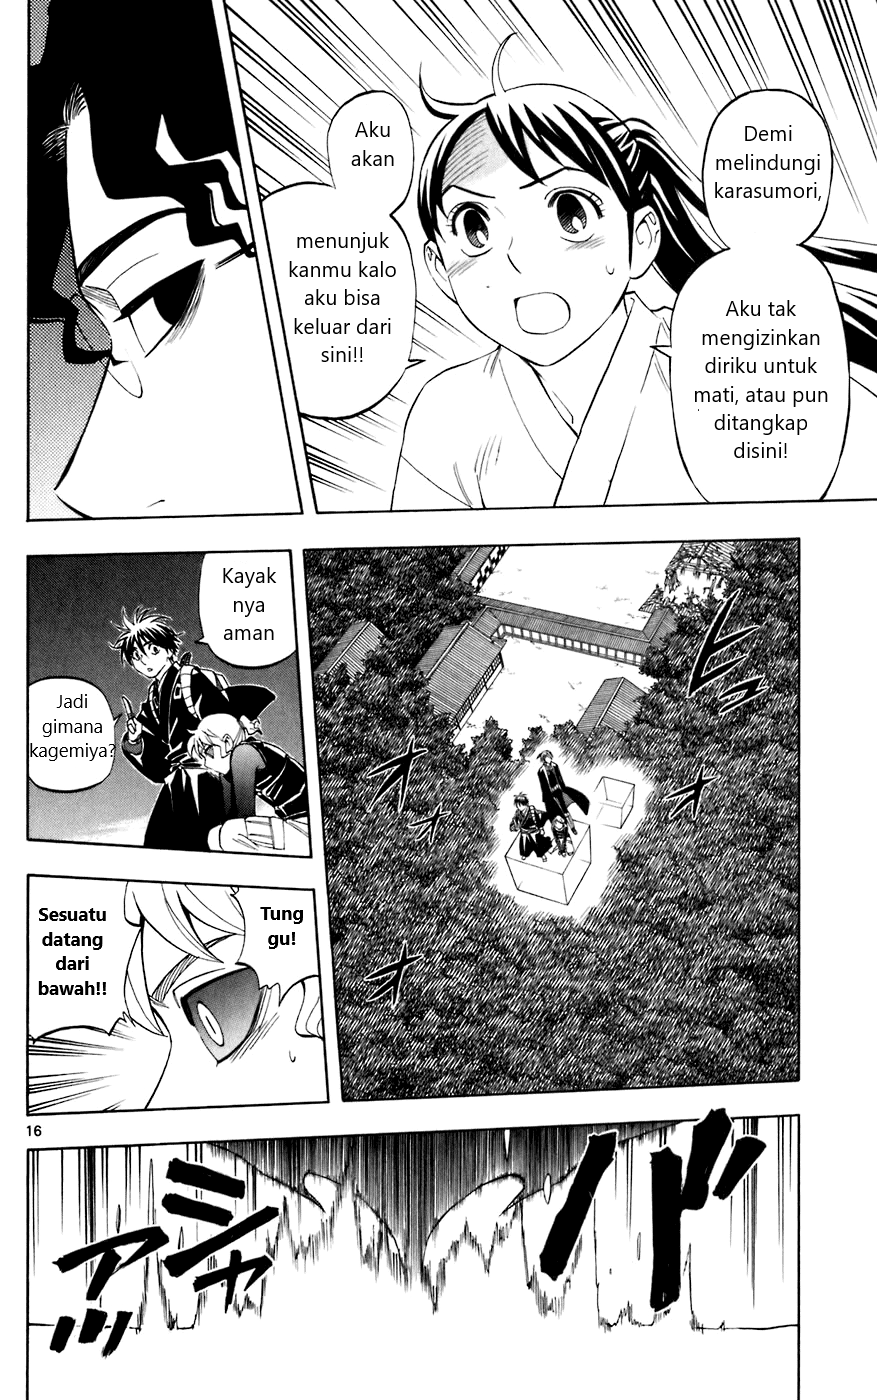 Demi
melindungi
karasumori,
Aku tak
mengizinkan
diriku untuk
mati, atau pun
ditangkap
disini!
Aku
akan
menunjuk
kanmu kalo
aku bisa
keluar dari
sini!!
Kayak
nya
aman
Jadi
gimana
kagemiya?
Tung
gu!
Sesuatu
datang
dari
bawah!!
16